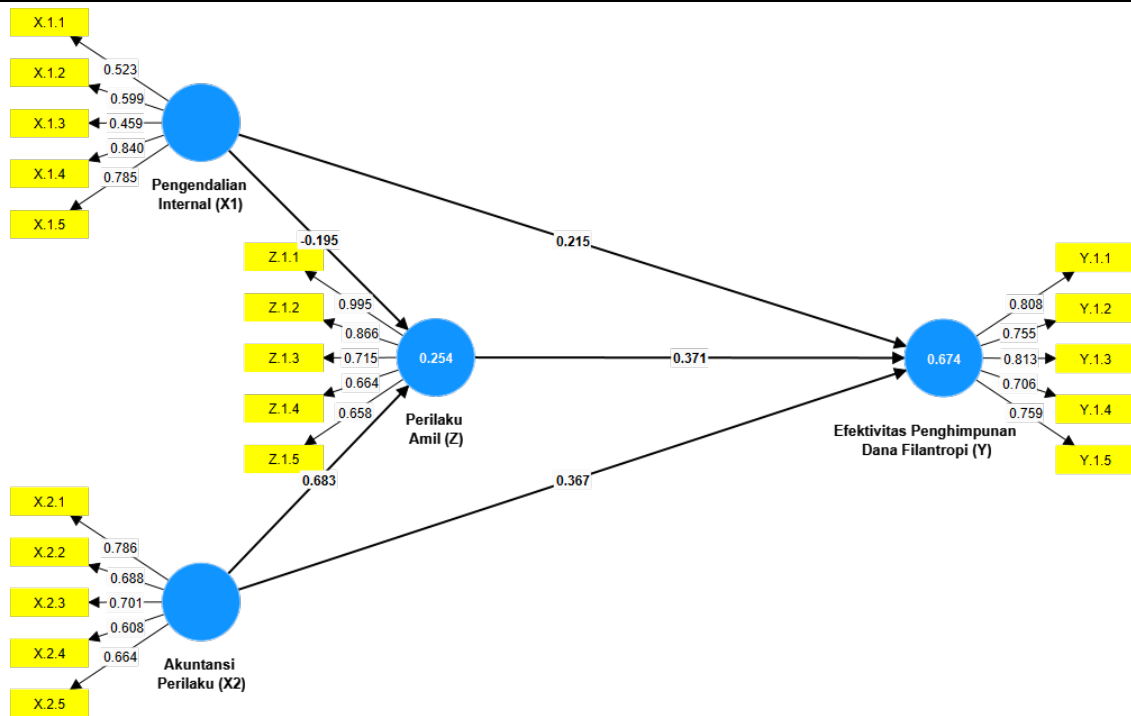 X.1.1
0.523
X.1.2
0.599
X.1.3
0.459
X.1.4
0.840
X.1.5
0.785
Pengendalian
Internal (X1)
-0.195
0.215
Z.1.1
0.995
Z.1.2
0.866
Z.1.3
0.715
Z.1.4
0.664
Z.1.5
0.658
0.254
Perilaku
Amil (Z)
0.371
0.683
0.367
Y.1.1
0.808
Y.1.2
0.755
Y.1.3
0.813
Y.1.4
0.706
Y.1.5
0.759
0.674
Efektivitas Penghimpunan
Dana Filantropi (Y)
X.2.1
0.786
X.2.2
0.688
X.2.3
0.701
X.2.4
0.608
X.2.5
0.664
Akuntansi
Perilaku (X2)